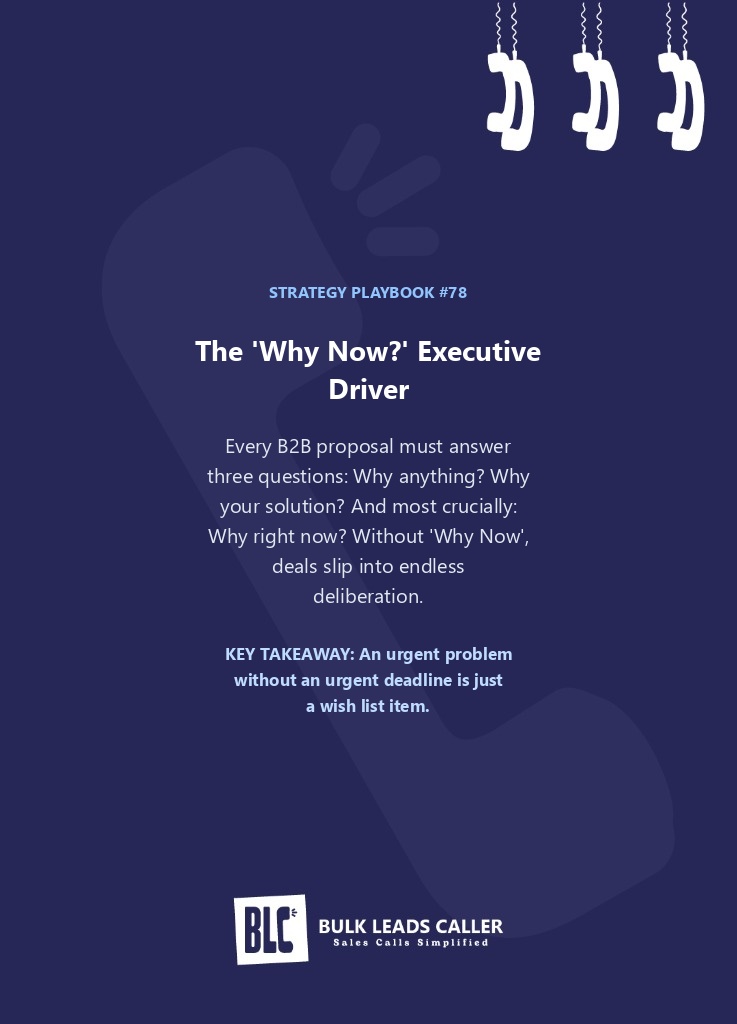 STRATEGY PLAYBOOK #78
The 'Why Now?' Executive
Driver
Every B2B proposal must answer
three questions: Why anything? Why
your solution? And most crucially:
Why right now? Without 'Why Now',
deals slip into endless
deliberation.
KEY TAKEAWAY: An urgent problem
without an urgent deadline is just
a wish list item.
BLC
BULK LEADS CALLER
Sales Calls Simplified